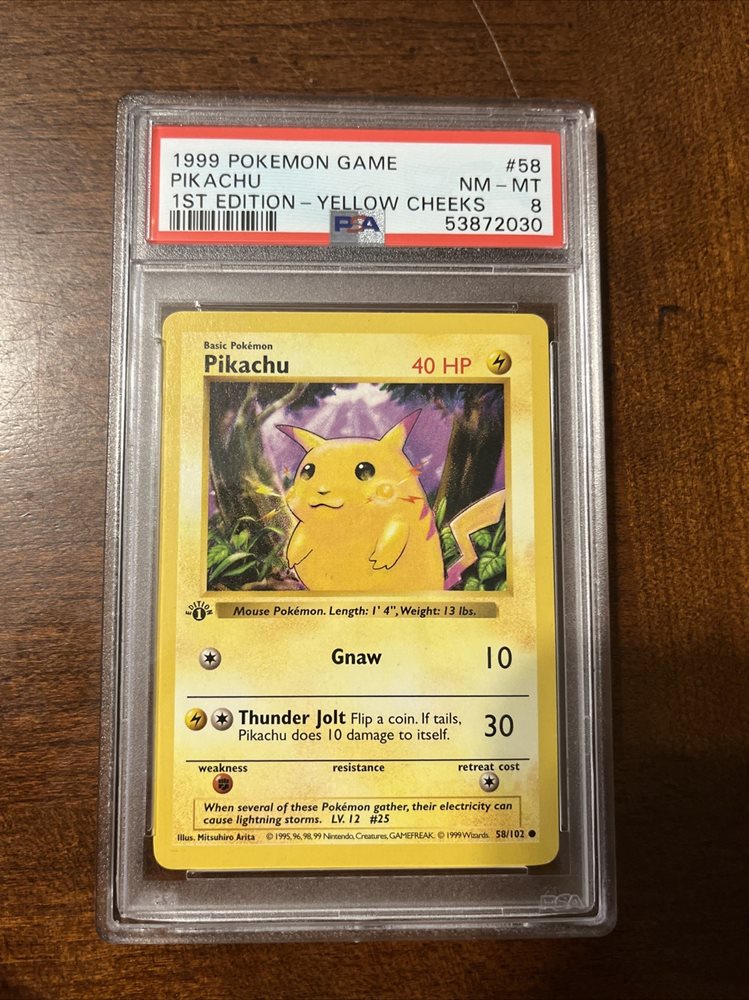 1999 POKEMON GAME #58
PIKACHU NM - MT
1ST EDITION - YELLOW CHEEKS 8
PSA 53872030
Basic Pokémon
Pikachu 40 HP
EDITION 1
Mouse Pokémon. Length: 1' 4", Weight: 13 lbs.
Gnaw 10
Thunder Jolt Flip a coin. If tails, 30
Pikachu does 10 damage to itself.
weakness resistance retreat cost
When several of these Pokémon gather, their electricity can
cause lightning storms. LV. 12 #25
Illus. Mitsuhiro Arita © 1995, 96, 98, 99 Nintendo, Creatures, GAMEFREAK. © 1999 Wizards. 58/102
PSA